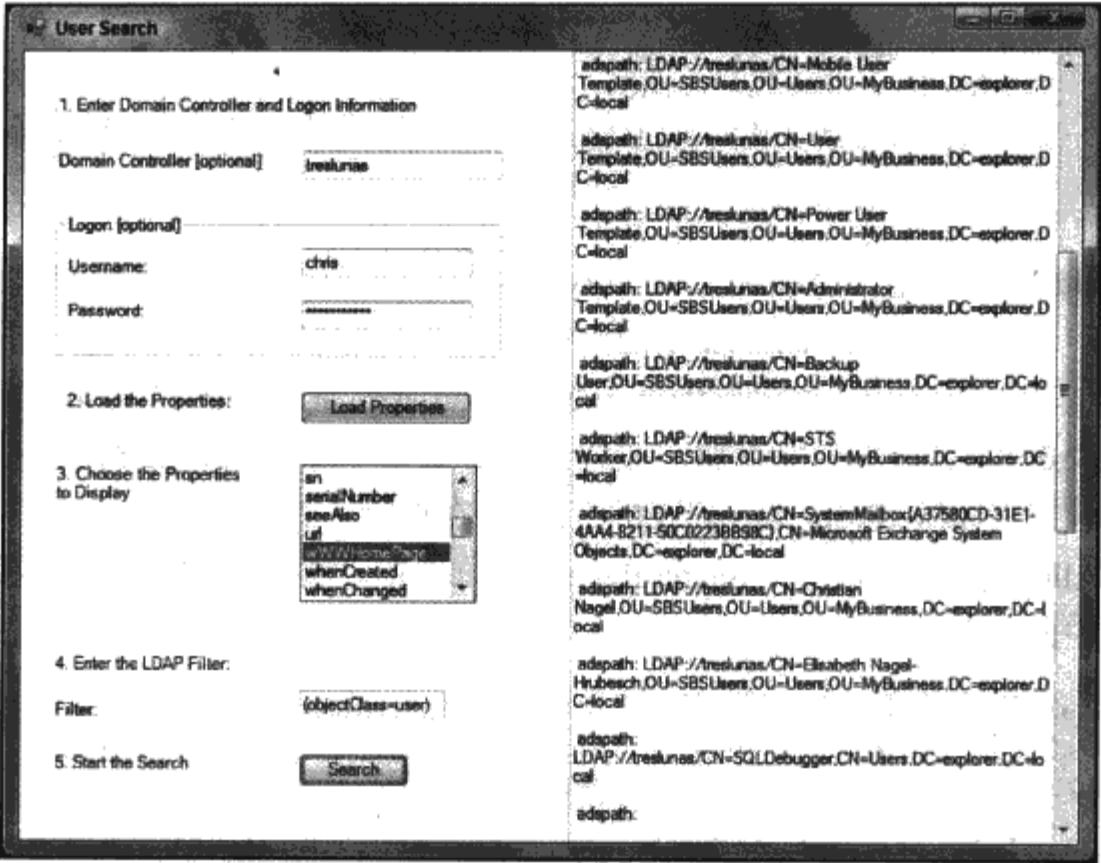 User Search
1. Enter Domain Controller and Logon Information
Domain Controller [optional]
treslunas
Logon [optional]
Username:
chris
Password:
2. Load the Properties:
Load Properties
3. Choose the Properties
to Display
sn
serialNumber
seeAlso
url
wWWHomePage
whenCreated
whenChanged
4. Enter the LDAP Filter:
Filter:
(objectClass=user)
5. Start the Search
Search
adspath: LDAP://treslunas/CN=Mobile User
Template,OU=SBSUsers,OU=Users,OU=MyBusiness,DC=explorer,D
C=local
adspath: LDAP://treslunas/CN=User
Template,OU=SBSUsers,OU=Users,OU=MyBusiness,DC=explorer,D
C=local
adspath: LDAP://treslunas/CN=Power User
Template,OU=SBSUsers,OU=Users,OU=MyBusiness,DC=explorer,D
C=local
adspath: LDAP://treslunas/CN=Administrator
Template,OU=SBSUsers,OU=Users,OU=MyBusiness,DC=explorer,D
C=local
adspath: LDAP://treslunas/CN=Backup
User,OU=SBSUsers,OU=Users,OU=MyBusiness,DC=explorer,DC=lo
cal
adspath: LDAP://treslunas/CN=STS
Worker,OU=SBSUsers,OU=Users,OU=MyBusiness,DC=explorer,DC
=local
adspath: LDAP://treslunas/CN=SystemMailbox{A37580CD-31E1-
4AA4-8211-50C0223BB98C},CN=Microsoft Exchange System
Objects,DC=explorer,DC=local
adspath: LDAP://treslunas/CN=Christian
Nagel,OU=SBSUsers,OU=Users,OU=MyBusiness,DC=explorer,DC=l
ocal
adspath: LDAP://treslunas/CN=Elisabeth Nagel-
Hrubesch,OU=SBSUsers,OU=Users,OU=MyBusiness,DC=explorer,D
C=local
adspath:
LDAP://treslunas/CN=SQLDebugger,CN=Users,DC=explorer,DC=lo
cal
adspath: